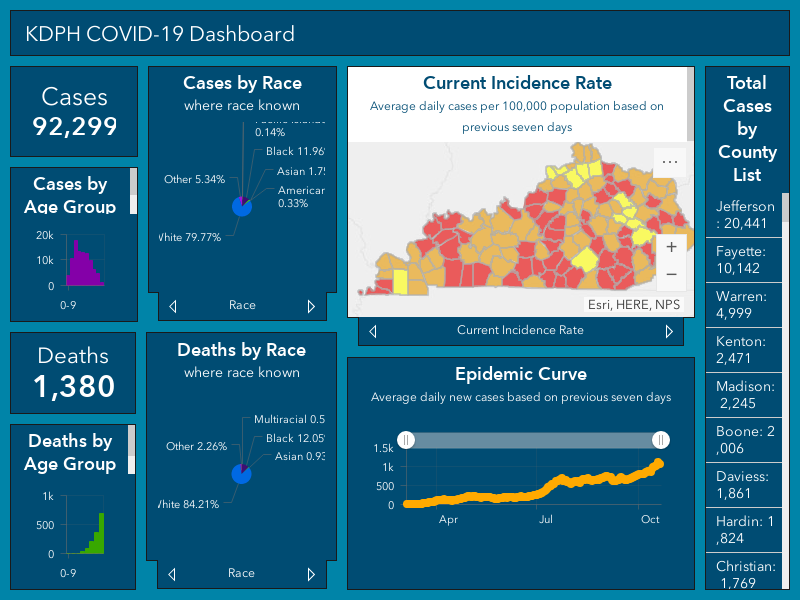 KDPH COVID-19 Dashboard
Cases
92,299
Cases by
Age Group
20k
10k
0
0-9
Deaths
1,380
Deaths by
Age Group
1k
500
0
0-9
Cases by Race
where race known
0.14%
Black 11.96
Asian 1.7
American
0.33%
Other 5.34%
White 79.77%
Race
Deaths by Race
where race known
Multiracial 0.5
Black 12.05
Asian 0.93
Other 2.26%
White 84.21%
Race
Current Incidence Rate
Average daily cases per 100,000 population based on
previous seven days
...
+
−
Esri, HERE, NPS
Current Incidence Rate
Epidemic Curve
Average daily new cases based on previous seven days
1.5k
1k
500
0
Apr
Jul
Oct
Total
Cases
by
County
List
Jefferson
: 20,441
Fayette:
10,142
Warren:
4,999
Kenton:
2,471
Madison:
2,245
Boone: 2
,006
Daviess:
1,861
Hardin: 1
,824
Christian:
1,769